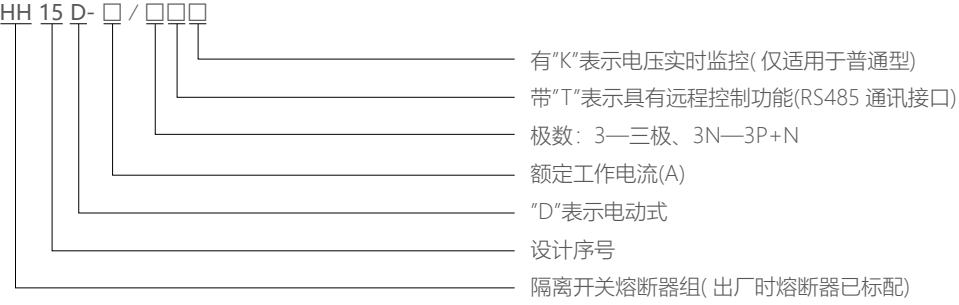 HH 15 D- □ / □□□
有"K"表示电压实时监控( 仅适用于普通型)
带"T"表示具有远程控制功能(RS485 通讯接口)
极数：3—三极、3N—3P+N
额定工作电流(A)
"D"表示电动式
设计序号
隔离开关熔断器组( 出厂时熔断器已标配)